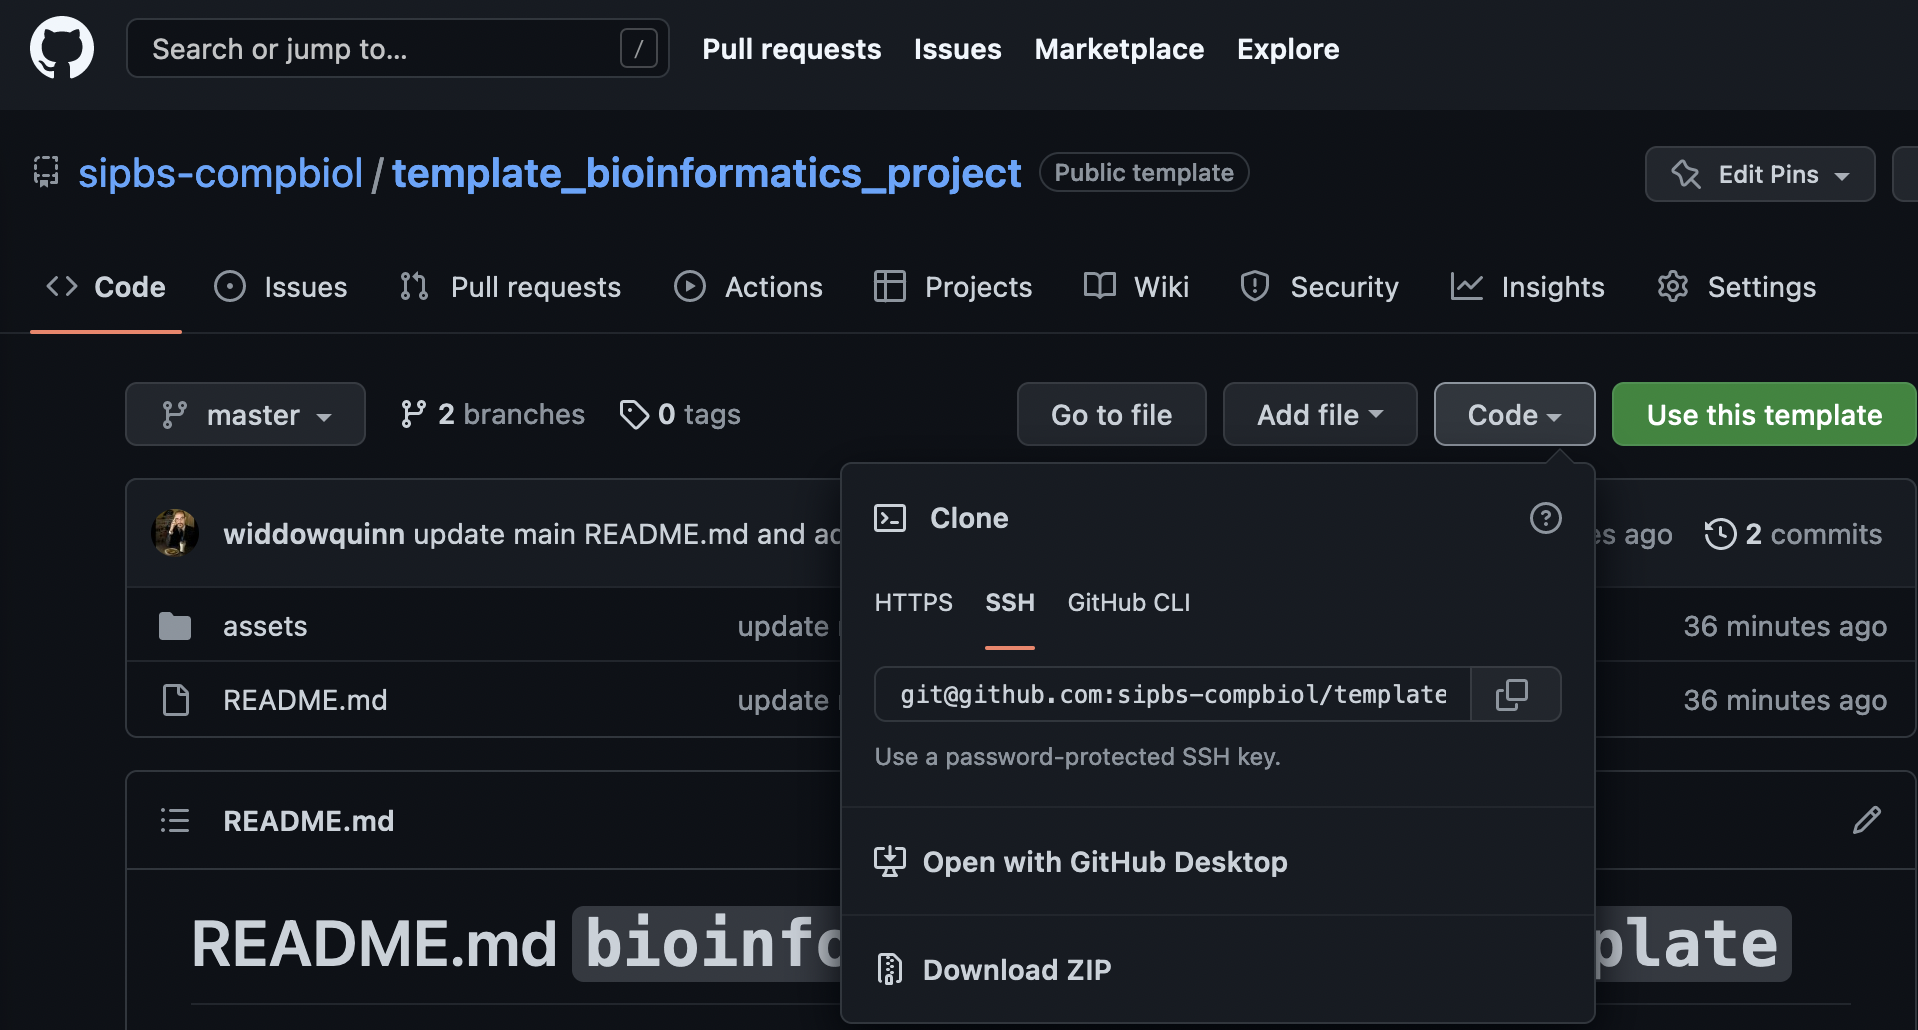 Search or jump to... / Pull requests Issues Marketplace Explore
sipbs-compbiol / template_bioinformatics_project Public template Edit Pins
Code Issues Pull requests Actions Projects Wiki Security Insights Settings
master 2 branches 0 tags Go to file Add file Code Use this template
widdowquinn update main README.md and ago 2 commits
assets update 36 minutes ago
README.md update 36 minutes ago
Clone
HTTPS SSH GitHub CLI
git@github.com:sipbs-compbiol/template
Use a password-protected SSH key.
Open with GitHub Desktop
Download ZIP
README.md
README.md bioinfo plate